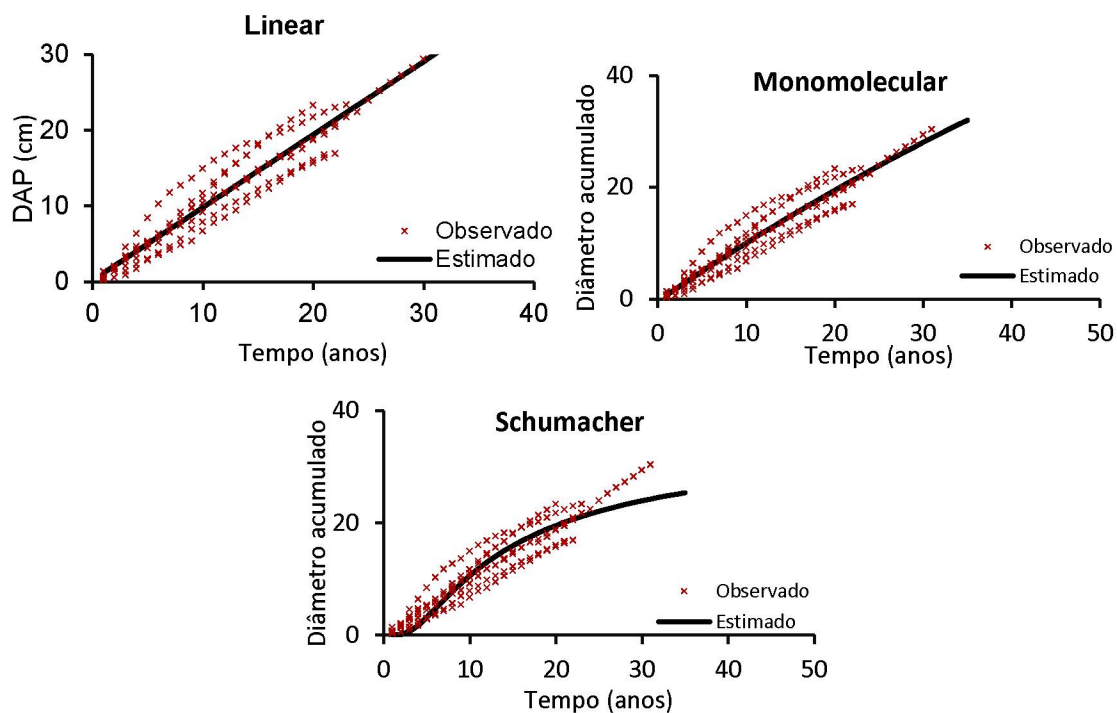 Linear
30
20
10
0
DAP (cm)
Observado
Estimado
0 10 20 30 40
Tempo (anos)
Monomolecular
40
20
0
Diâmetro acumulado
Observado
Estimado
0 10 20 30 40 50
Tempo (anos)
Schumacher
40
20
0
Diâmetro acumulado
Observado
Estimado
0 10 20 30 40 50
Tempo (anos)